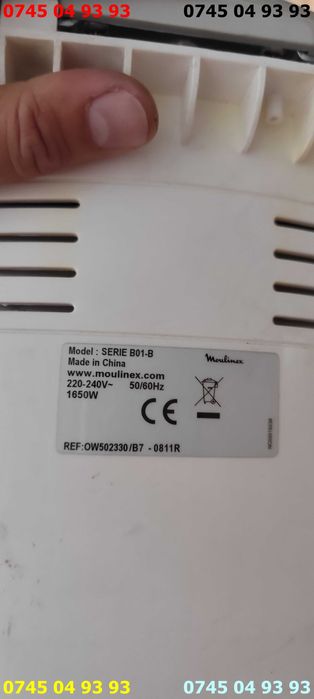 0745 04 93 93 0745 04 93 93
Model : SERIE B01-B
Moulinex
Made in China
www.moulinex.com
220-240V~ 50/60Hz
1650W
CE
REF:OW502330/B7 - 0811R
0745 04 93 93 0745 04 93 93